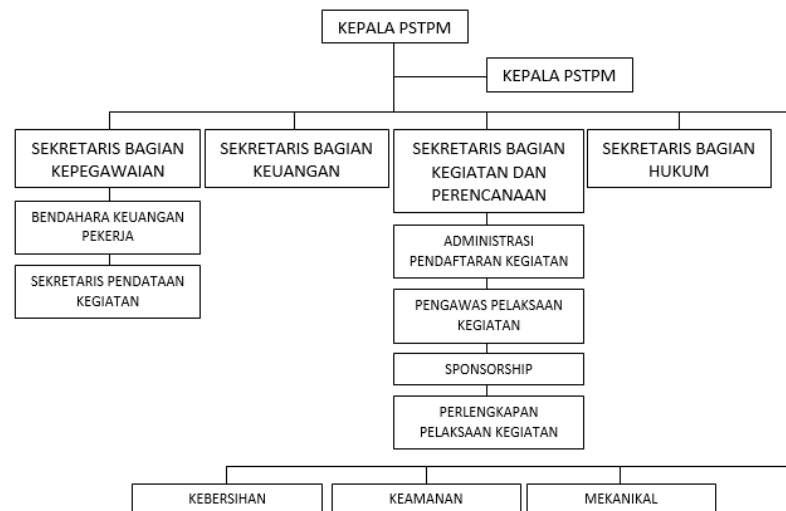 KEPALA PSTPM
KEPALA PSTPM
SEKRETARIS BAGIAN
KEPEGAWAIAN
SEKRETARIS BAGIAN
KEUANGAN
SEKRETARIS BAGIAN
KEGIATAN DAN
PERENCANAAN
SEKRETARIS BAGIAN
HUKUM
BENDAHARA KEUANGAN
PEKERJA
SEKRETARIS PENDATAAN
KEGIATAN
ADMINISTRASI
PENDAFTARAN KEGIATAN
PENGAWAS PELAKSAAN
KEGIATAN
SPONSORSHIP
PERLENGKAPAN
PELAKSAAN KEGIATAN
KEBERSIHAN
KEAMANAN
MEKANIKAL